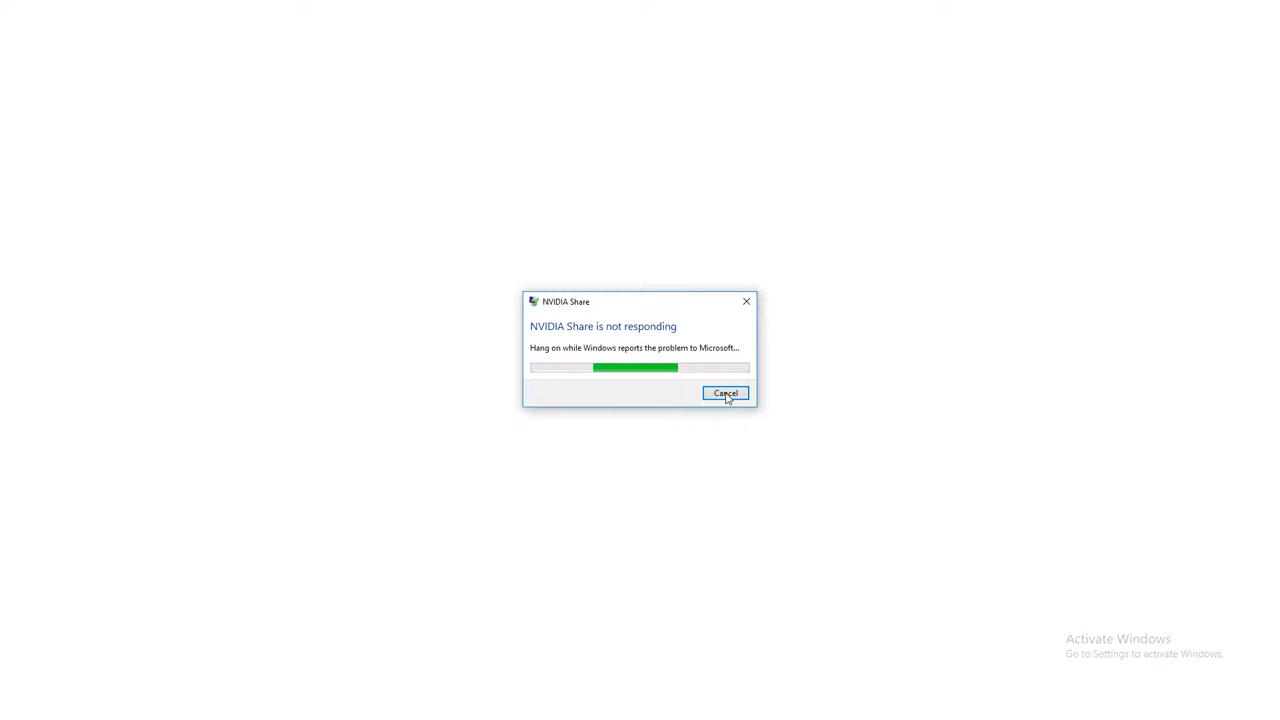 NVIDIA Share
NVIDIA Share is not responding
Hang on while Windows reports the problem to Microsoft...
Cancel
Activate Windows
Go to Settings to activate Windows.